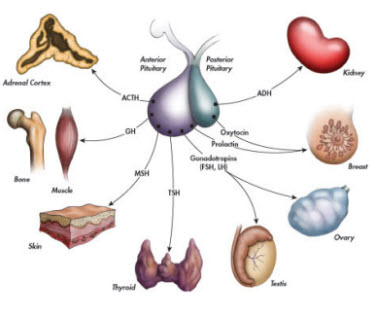 Anterior
Pituitary
Posterior
Pituitary
Adrenal Cortex
Kidney
ACTH
ADH
GH
Oxytocin
Prolactin
Gonadotropins
(FSH, LH)
Breast
Bone
Muscle
MSH
TSH
Skin
Ovary
Thyroid
Testis